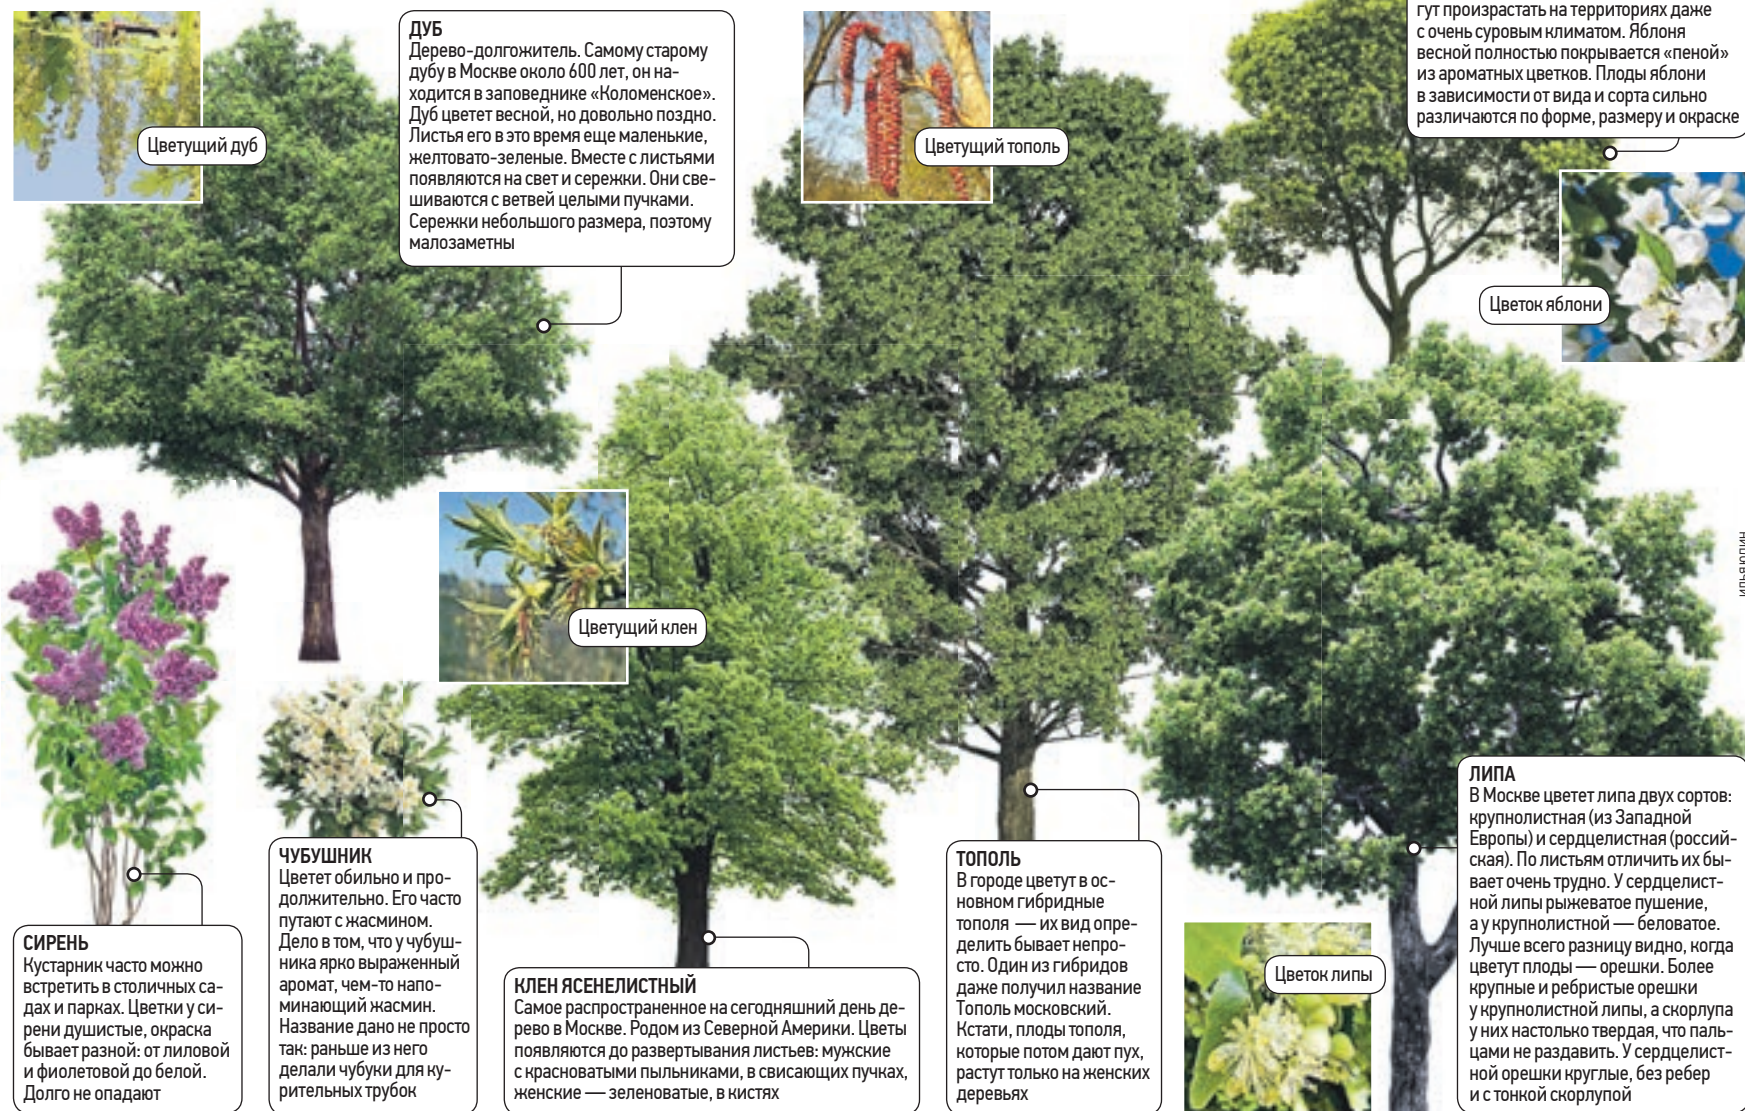 ДУБ
Дерево-долгожитель. Самому старому
дубу в Москве около 600 лет, он на-
ходится в заповеднике «Коломенское».
Дуб цветет весной, но довольно поздно.
Листья его в это время еще маленькие,
желтовато-зеленые. Вместе с листьями
появляются на свет и сережки. Они све-
шиваются с ветвей целыми пучками.
Сережки небольшого размера, поэтому
малозаметны
Цветущий дуб
Цветущий тополь
гут произрастать на территориях даже
с очень суровым климатом. Яблоня
весной полностью покрывается «пеной»
из ароматных цветков. Плоды яблони
в зависимости от вида и сорта сильно
различаются по форме, размеру и окраске
Цветок яблони
Цветущий клен
СИРЕНЬ
Кустарник часто можно
встретить в столичных са-
дах и парках. Цветки у си-
рени душистые, окраска
бывает разной: от лиловой
и фиолетовой до белой.
Долго не опадают
ЧУБУШНИК
Цветет обильно и про-
должительно. Его часто
путают с жасмином.
Дело в том, что у чубуш-
ника ярко выраженный
аромат, чем-то напо-
минающий жасмин.
Название дано не просто
так: раньше из него
делали чубуки для ку-
рительных трубок
КЛЕН ЯСЕНЕЛИСТНЫЙ
Самое распространенное на сегодняшний день де-
рево в Москве. Родом из Северной Америки. Цветы
появляются до развертывания листьев: мужские
с красноватыми пыльниками, в свисающих пучках,
женские — зеленоватые, в кистях
ТОПОЛЬ
В городе цветут в ос-
новном гибридные
тополя — их вид опре-
делить бывает непро-
сто. Один из гибридов
даже получил название
Тополь московский.
Кстати, плоды тополя,
которые потом дают пух,
растут только на женских
деревьях
Цветок липы
ЛИПА
В Москве цветет липа двух сортов:
крупнолистная (из Западной
Европы) и сердцелистная (россий-
ская). По листьям отличить их бы-
вает очень трудно. У сердцелист-
ной липы рыжеватое пушение,
а у крупнолистной — беловатое.
Лучше всего разницу видно, когда
цветут плоды — орешки. Более
крупные и ребристые орешки
у крупнолистной липы, а скорлупа
у них настолько твердая, что паль-
цами не раздавить. У сердцелист-
ной орешки круглые, без ребер
и с тонкой скорлупой